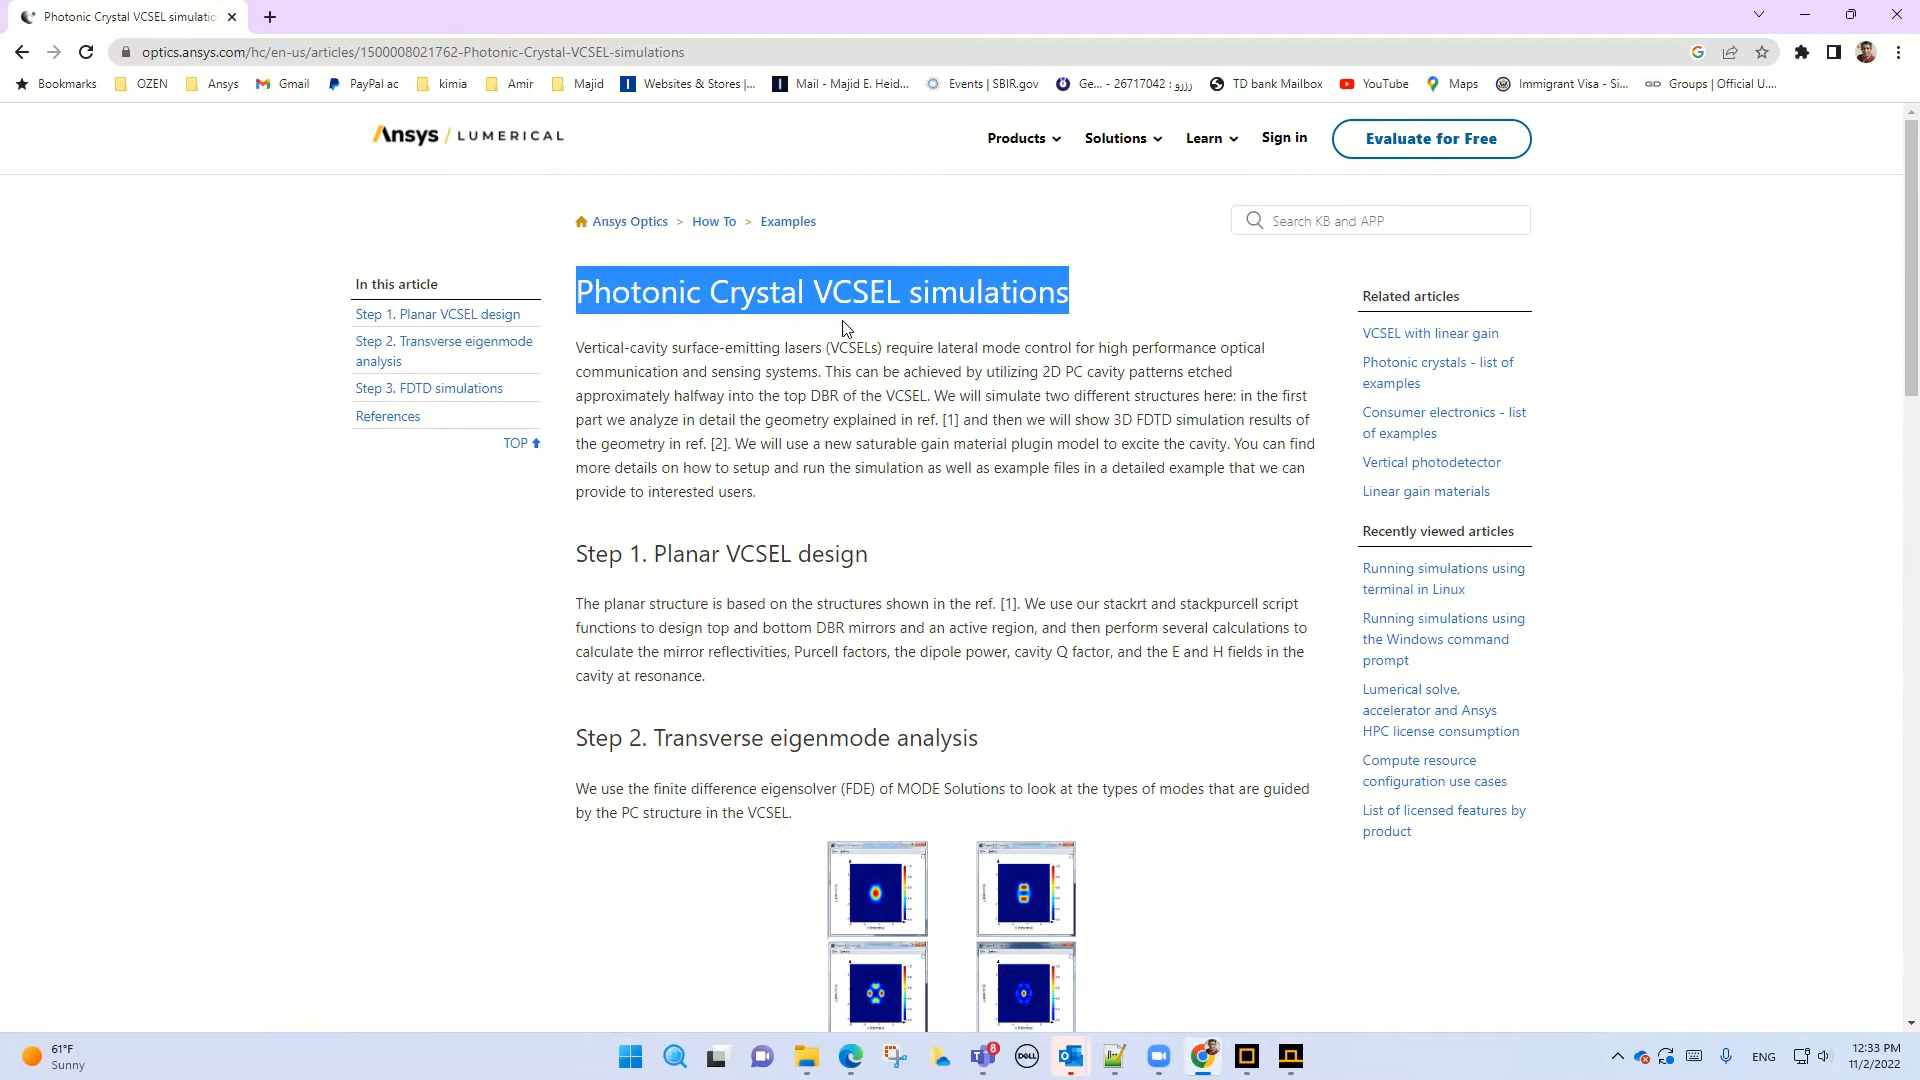 Photonic Crystal VCSEL simulatio
optics.ansys.com/hc/en-us/articles/1500008021762-Photonic-Crystal-VCSEL-simulations
Bookmarks
OZEN
Ansys
Gmail
PayPal ac
kimia
Amir
Majid
Websites & Stores |...
Mail - Majid E. Heid...
Events | SBIR.gov
Ge... - 26717042 : رزرو
TD bank Mailbox
YouTube
Maps
Immigrant Visa - Si...
Groups | Official U....
Ansys / LUMERICAL
Products
Solutions
Learn
Sign in
Evaluate for Free
Ansys Optics > How To > Examples
Search KB and APP
In this article
Step 1. Planar VCSEL design
Step 2. Transverse eigenmode
analysis
Step 3. FDTD simulations
References
TOP
Photonic Crystal VCSEL simulations
Vertical-cavity surface-emitting lasers (VCSELs) require lateral mode control for high performance optical
communication and sensing systems. This can be achieved by utilizing 2D PC cavity patterns etched
approximately halfway into the top DBR of the VCSEL. We will simulate two different structures here: in the first
part we analyze in detail the geometry explained in ref. [1] and then we will show 3D FDTD simulation results of
the geometry in ref. [2]. We will use a new saturable gain material plugin model to excite the cavity. You can find
more details on how to setup and run the simulation as well as example files in a detailed example that we can
provide to interested users.
Step 1. Planar VCSEL design
The planar structure is based on the structures shown in the ref. [1]. We use our stackrt and stackpurcell script
functions to design top and bottom DBR mirrors and an active region, and then perform several calculations to
calculate the mirror reflectivities, Purcell factors, the dipole power, cavity Q factor, and the E and H fields in the
cavity at resonance.
Step 2. Transverse eigenmode analysis
We use the finite difference eigensolver (FDE) of MODE Solutions to look at the types of modes that are guided
by the PC structure in the VCSEL.
Related articles
VCSEL with linear gain
Photonic crystals - list of
examples
Consumer electronics - list
of examples
Vertical photodetector
Linear gain materials
Recently viewed articles
Running simulations using
terminal in Linux
Running simulations using
the Windows command
prompt
Lumerical solve,
accelerator and Ansys
HPC license consumption
Compute resource
configuration use cases
List of licensed features by
product
61°F
Sunny
8
DELL
ENG
12:33 PM
11/2/2022